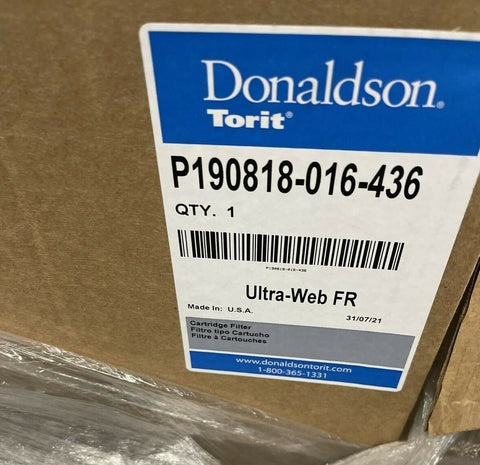 Donaldson®
Torit®
P190818-016-436
QTY. 1
P190818-016-436
Ultra-Web FR
Made In: U.S.A.
31/07/21
Cartridge Filter
Filtro tipo Cartucho
Filtre à Cartouches
www.donaldsontorit.com
1-800-365-1331